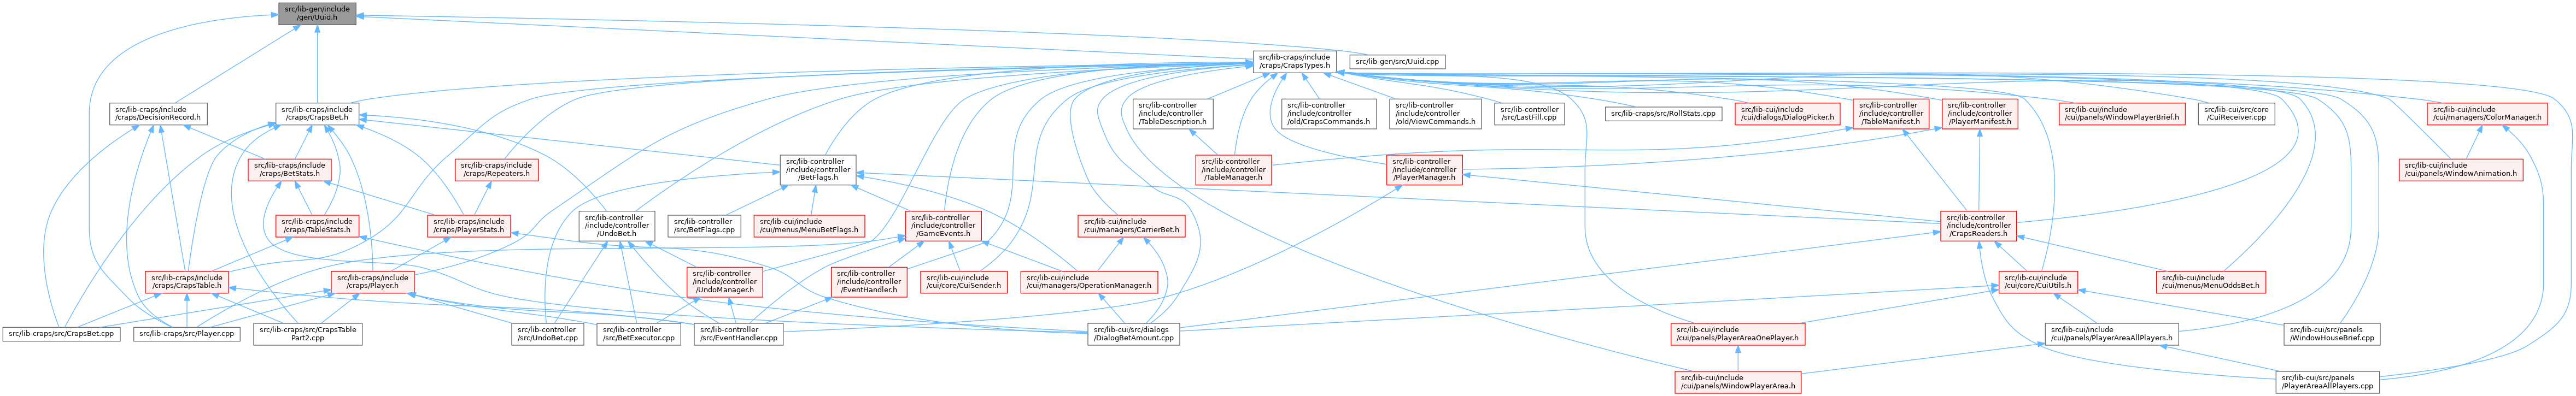 src/lib-gen/include
/gen/Uuid.h
src/lib-craps/include
/craps/CrapsTypes.h
src/lib-gen/src/Uuid.cpp
src/lib-craps/include
/craps/DecisionRecord.h
src/lib-craps/include
/craps/CrapsBet.h
src/lib-controller
/include/controller
/TableDescription.h
src/lib-controller
/include/controller
/old/CrapsCommands.h
src/lib-controller
/include/controller
/old/ViewCommands.h
src/lib-controller
/src/LastFill.cpp
src/lib-craps/src/RollStats.cpp
src/lib-cui/include
/cui/dialogs/DialogPicker.h
src/lib-controller
/include/controller
/TableManifest.h
src/lib-controller
/include/controller
/PlayerManifest.h
src/lib-cui/include
/cui/panels/WindowPlayerBrief.h
src/lib-cui/src/core
/CuiReceiver.cpp
src/lib-cui/include
/cui/managers/ColorManager.h
src/lib-craps/include
/craps/BetStats.h
src/lib-craps/include
/craps/Repeaters.h
src/lib-controller
/include/controller
/BetFlags.h
src/lib-controller
/include/controller
/TableManager.h
src/lib-controller
/include/controller
/PlayerManager.h
src/lib-cui/include
/cui/panels/WindowAnimation.h
src/lib-craps/include
/craps/TableStats.h
src/lib-craps/include
/craps/PlayerStats.h
src/lib-controller
/include/controller
/UndoBet.h
src/lib-controller
/src/BetFlags.cpp
src/lib-cui/include
/cui/menus/MenuBetFlags.h
src/lib-controller
/include/controller
/GameEvents.h
src/lib-cui/include
/cui/managers/CarrierBet.h
src/lib-controller
/include/controller
/CrapsReaders.h
src/lib-craps/include
/craps/CrapsTable.h
src/lib-craps/include
/craps/Player.h
src/lib-controller
/include/controller
/UndoManager.h
src/lib-controller
/include/controller
/EventHandler.h
src/lib-cui/include
/cui/core/CuiSender.h
src/lib-cui/include
/cui/managers/OperationManager.h
src/lib-cui/include
/cui/core/CuiUtils.h
src/lib-cui/include
/cui/menus/MenuOddsBet.h
src/lib-craps/src/CrapsBet.cpp
src/lib-craps/src/Player.cpp
src/lib-craps/src/CrapsTable
Part2.cpp
src/lib-controller
/src/UndoBet.cpp
src/lib-controller
/src/BetExecutor.cpp
src/lib-controller
/src/EventHandler.cpp
src/lib-cui/src/dialogs
/DialogBetAmount.cpp
src/lib-cui/include
/cui/panels/PlayerAreaOnePlayer.h
src/lib-cui/include
/cui/panels/PlayerAreaAllPlayers.h
src/lib-cui/src/panels
/WindowHouseBrief.cpp
src/lib-cui/include
/cui/panels/WindowPlayerArea.h
src/lib-cui/src/panels
/PlayerAreaAllPlayers.cpp